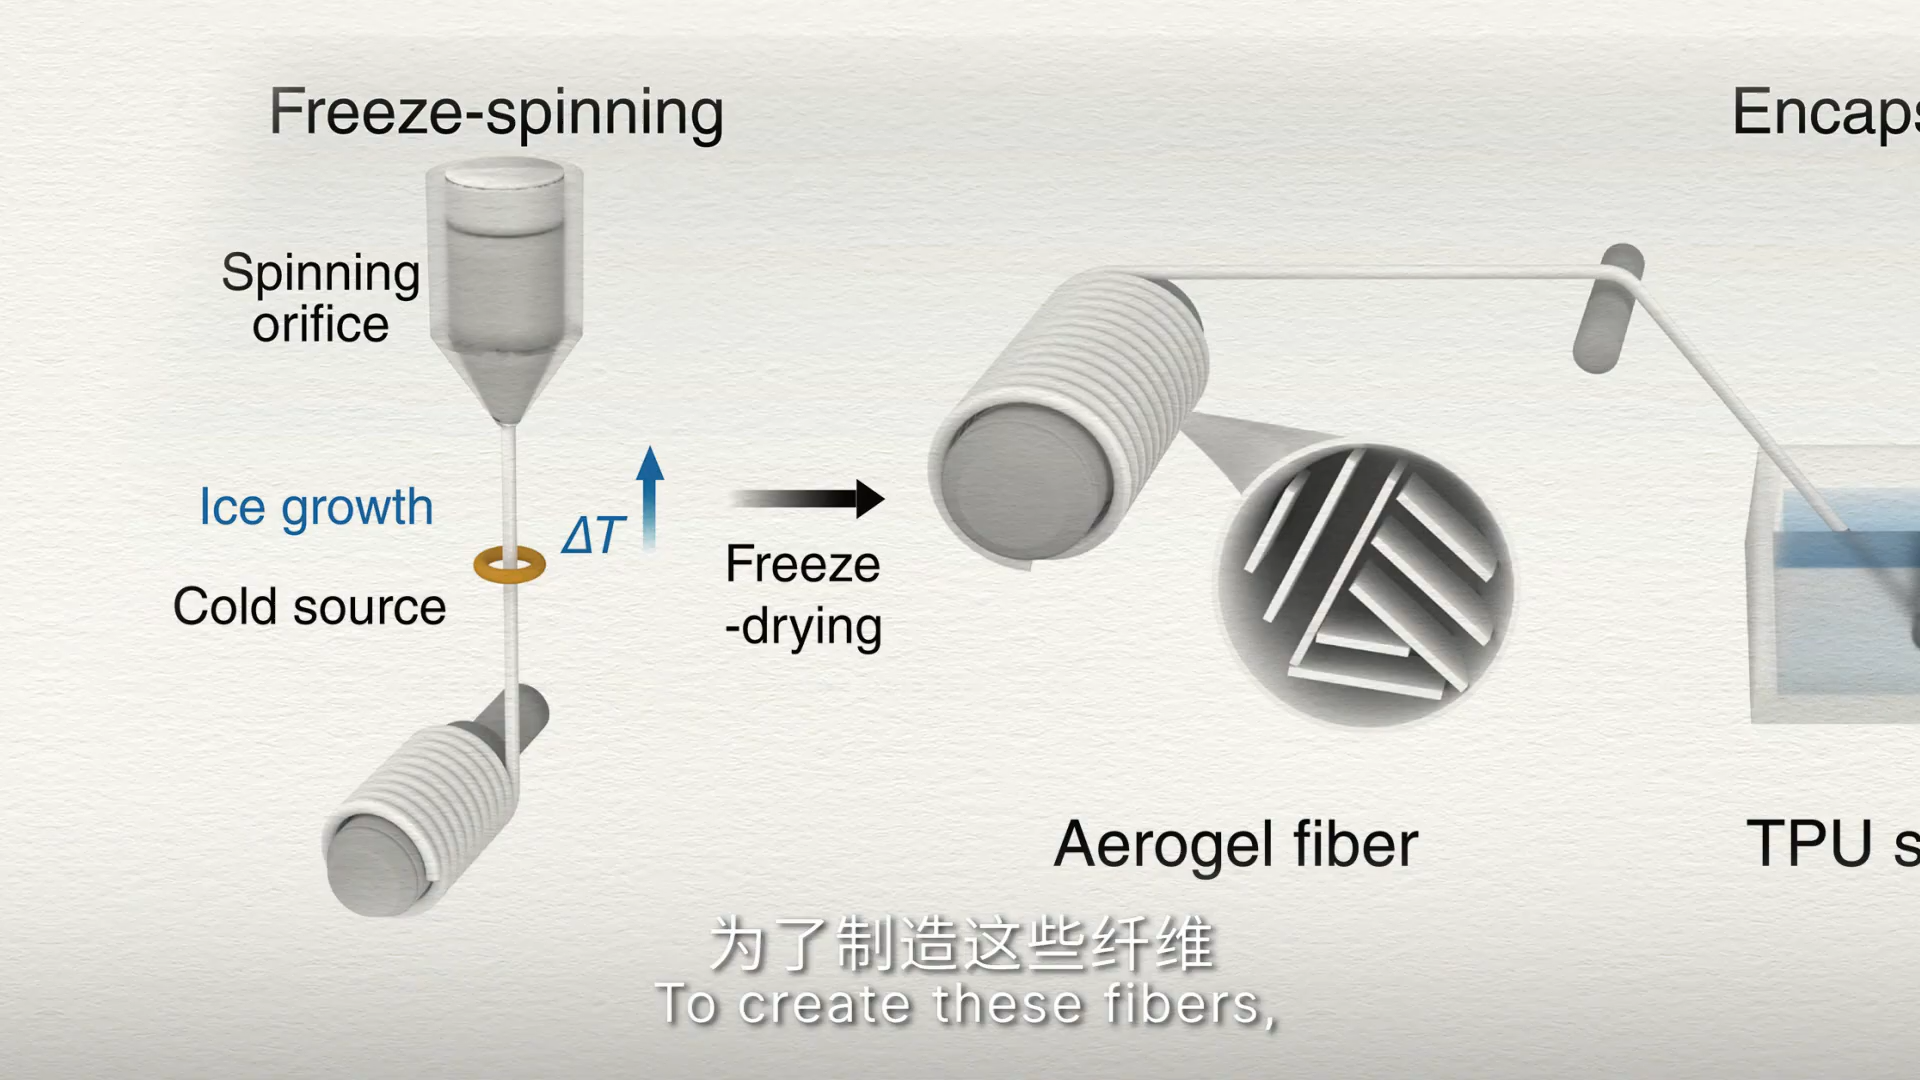 Freeze-spinning
Spinning
orifice
Ice growth
ΔT
Cold source
Freeze
-drying
Aerogel fiber
Encaps
TPU s
为了制造这些纤维
To create these fibers,